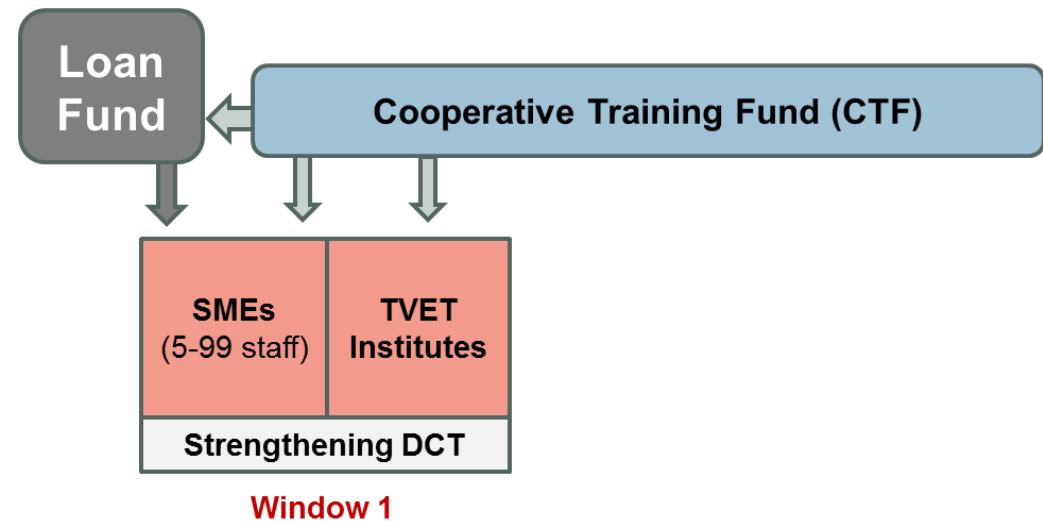 Loan
Fund
Cooperative Training Fund (CTF)
SMEs
(5-99 staff)
TVET
Institutes
Strengthening DCT
Window 1